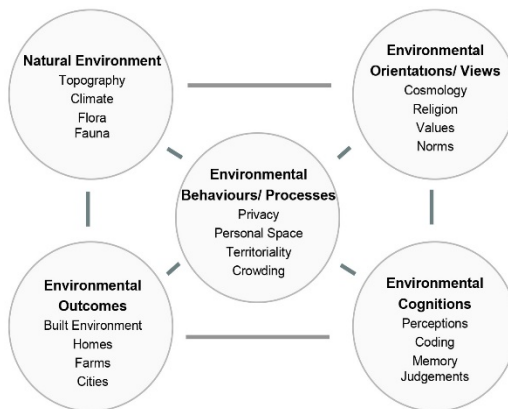 Natural Environment
Topography
Climate
Flora
Fauna
Environmental
Orientations/ Views
Cosmology
Religion
Values
Norms
Environmental
Behaviours/ Processes
Privacy
Personal Space
Territoriality
Crowding
Environmental
Outcomes
Built Environment
Homes
Farms
Cities
Environmental
Cognitions
Perceptions
Coding
Memory
Judgements